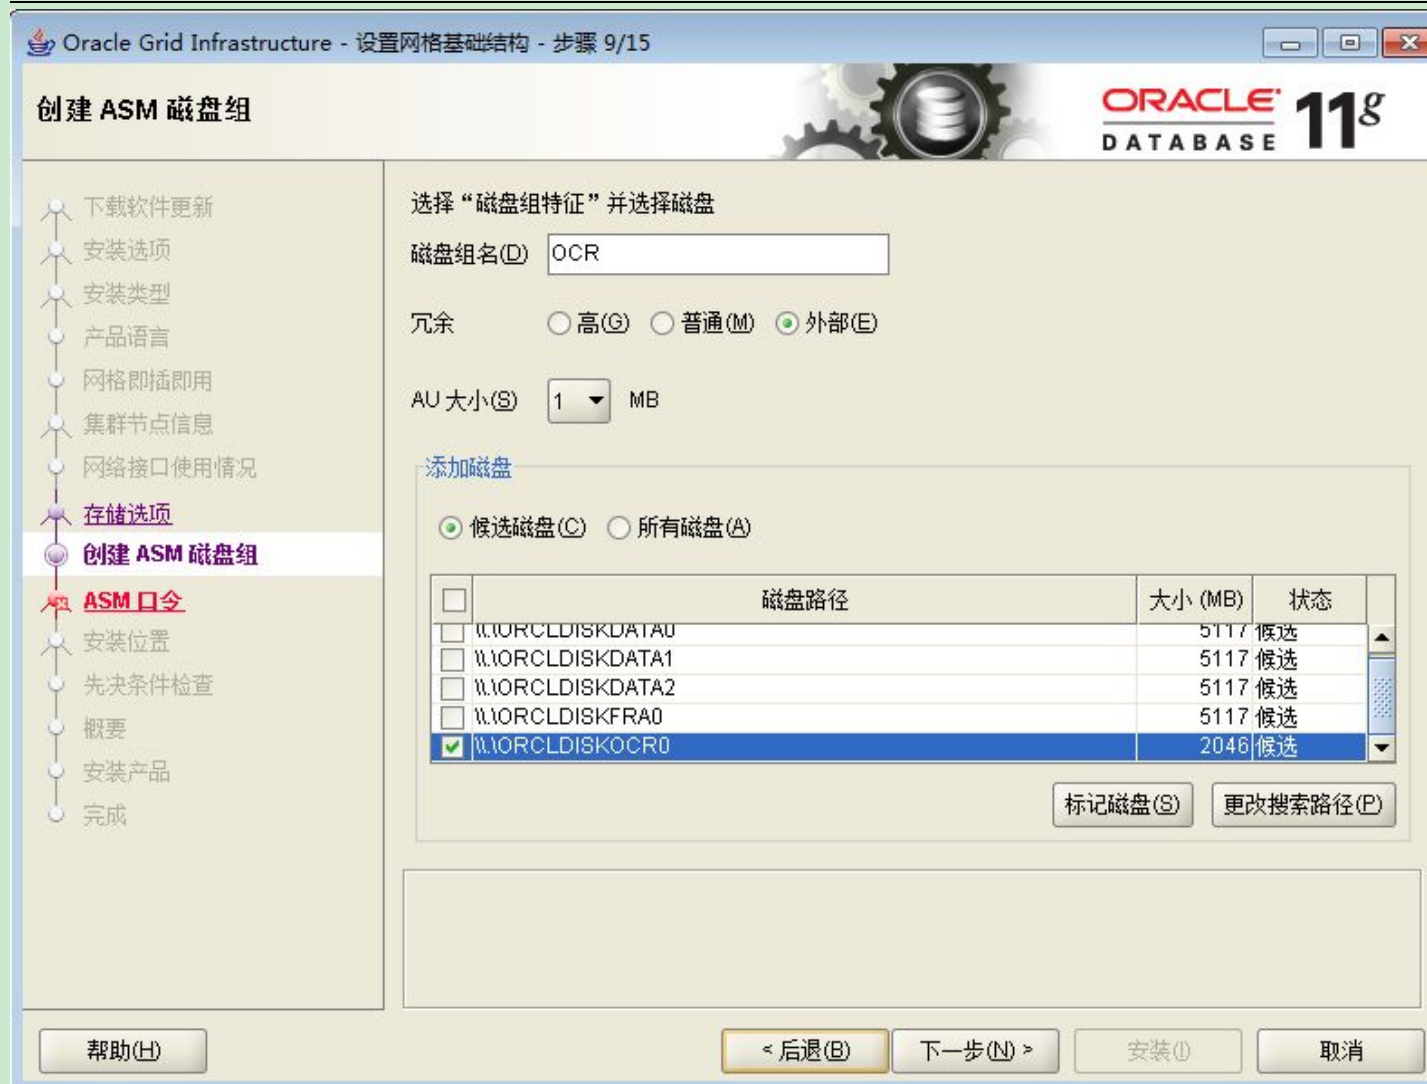 Oracle Grid Infrastructure - 设置网格基础结构 - 步骤 9/15
创建 ASM 磁盘组
ORACLE DATABASE 11g
下载软件更新
安装选项
安装类型
产品语言
网格即插即用
集群节点信息
网络接口使用情况
存储选项
创建 ASM 磁盘组
ASM 口令
安装位置
先决条件检查
概要
安装产品
完成
选择“磁盘组特征”并选择磁盘
磁盘组名(D) OCR
冗余 高(G) 普通(M) 外部(E)
AU 大小(S) 1 MB
添加磁盘
候选磁盘(C) 所有磁盘(A)
磁盘路径 大小 (MB) 状态
\\.\ORCLDISKDATA0 5117 候选
\\.\ORCLDISKDATA1 5117 候选
\\.\ORCLDISKDATA2 5117 候选
\\.\ORCLDISKFRA0 5117 候选
\\.\ORCLDISKOCR0 2046 候选
标记磁盘(S) 更改搜索路径(P)
帮助(H) < 后退(B) 下一步(N) > 安装(I) 取消